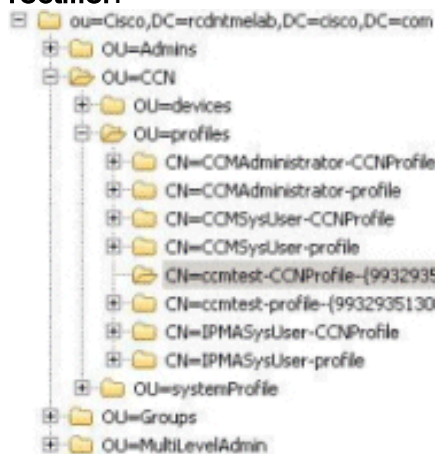 rectifier.
ou=Cisco,DC=rcdntmelab,DC=cisco,DC=com
OU=Admins
OU=CCN
OU=devices
OU=profiles
CN=CCMAdministrator-CCNProfile
CN=CCMAdministrator-profile
CN=CCMSysUser-CCNProfile
CN=CCMSysUser-profile
CN=ccmtest-CCNProfile-{9932935
CN=ccmtest-profile-{9932935130
CN=IPMASysUser-CCNProfile
CN=IPMASysUser-profile
OU=systemProfile
OU=Groups
OU=MultiLevelAdmin